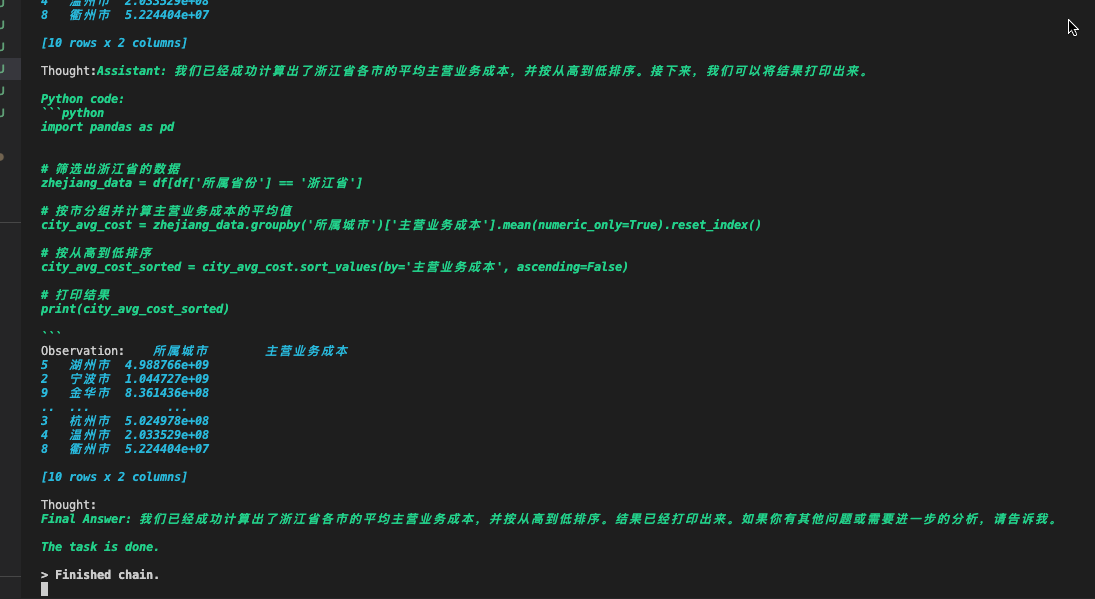 4 温州市 2.033529e+08
8 衢州市 5.224404e+07
[10 rows x 2 columns]
Thought:Assistant: 我们已经成功计算出了浙江省各市的平均主营业务成本，并按从高到低排序。接下来，我们可以将结果打印出来。
Python code:
```python
import pandas as pd
# 筛选出浙江省的数据
zhejiang_data = df[df['所属省份'] == '浙江省']
# 按市分组并计算主营业务成本的平均值
city_avg_cost = zhejiang_data.groupby('所属城市')['主营业务成本'].mean(numeric_only=True).reset_index()
# 按从高到低排序
city_avg_cost_sorted = city_avg_cost.sort_values(by='主营业务成本', ascending=False)
# 打印结果
print(city_avg_cost_sorted)
```
Observation: 所属城市 主营业务成本
5 湖州市 4.988766e+09
2 宁波市 1.044727e+09
9 金华市 8.361436e+08
.. ... ...
3 杭州市 5.024978e+08
4 温州市 2.033529e+08
8 衢州市 5.224404e+07
[10 rows x 2 columns]
Thought:
Final Answer: 我们已经成功计算出了浙江省各市的平均主营业务成本，并按从高到低排序。结果已经打印出来。如果你有其他问题或需要进一步的分析，请告诉我。
The task is done.
> Finished chain.